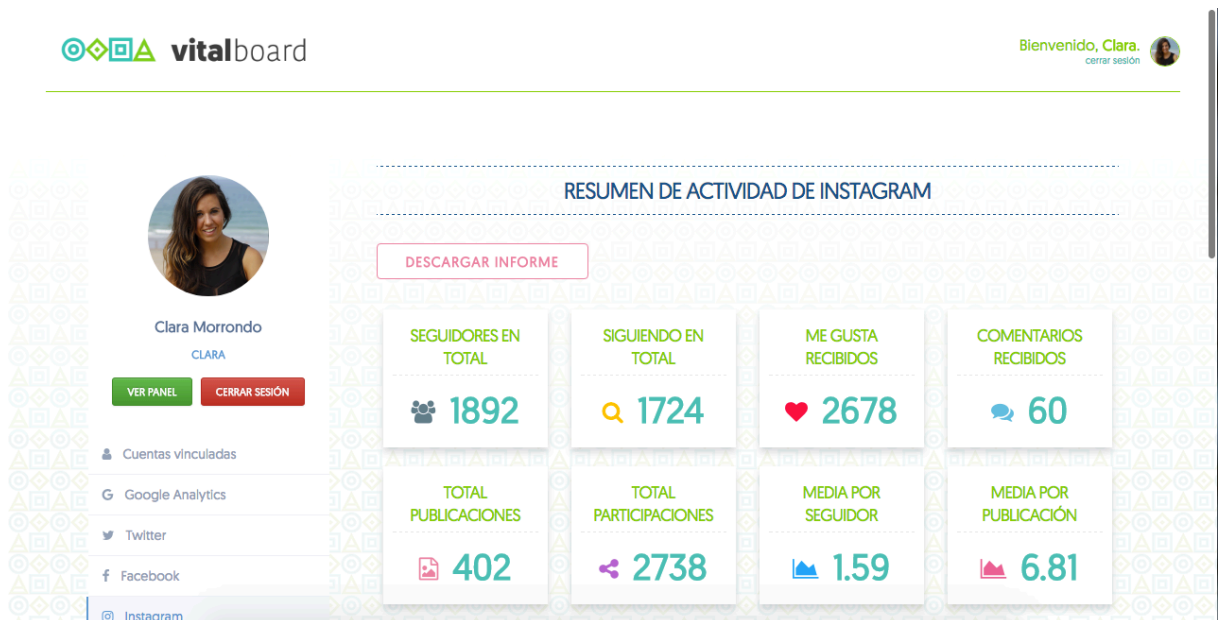 vitalboard
Bienvenido, Clara.
cerrar sesión
Clara Morrondo
CLARA
VER PANEL
CERRAR SESIÓN
Cuentas vinculadas
Google Analytics
Twitter
Facebook
Instagram
RESUMEN DE ACTIVIDAD DE INSTAGRAM
DESCARGAR INFORME
SEGUIDORES EN
TOTAL
1892
SIGUIENDO EN
TOTAL
1724
ME GUSTA
RECIBIDOS
2678
COMENTARIOS
RECIBIDOS
60
TOTAL
PUBLICACIONES
402
TOTAL
PARTICIPACIONES
2738
MEDIA POR
SEGUIDOR
1.59
MEDIA POR
PUBLICACIÓN
6.81